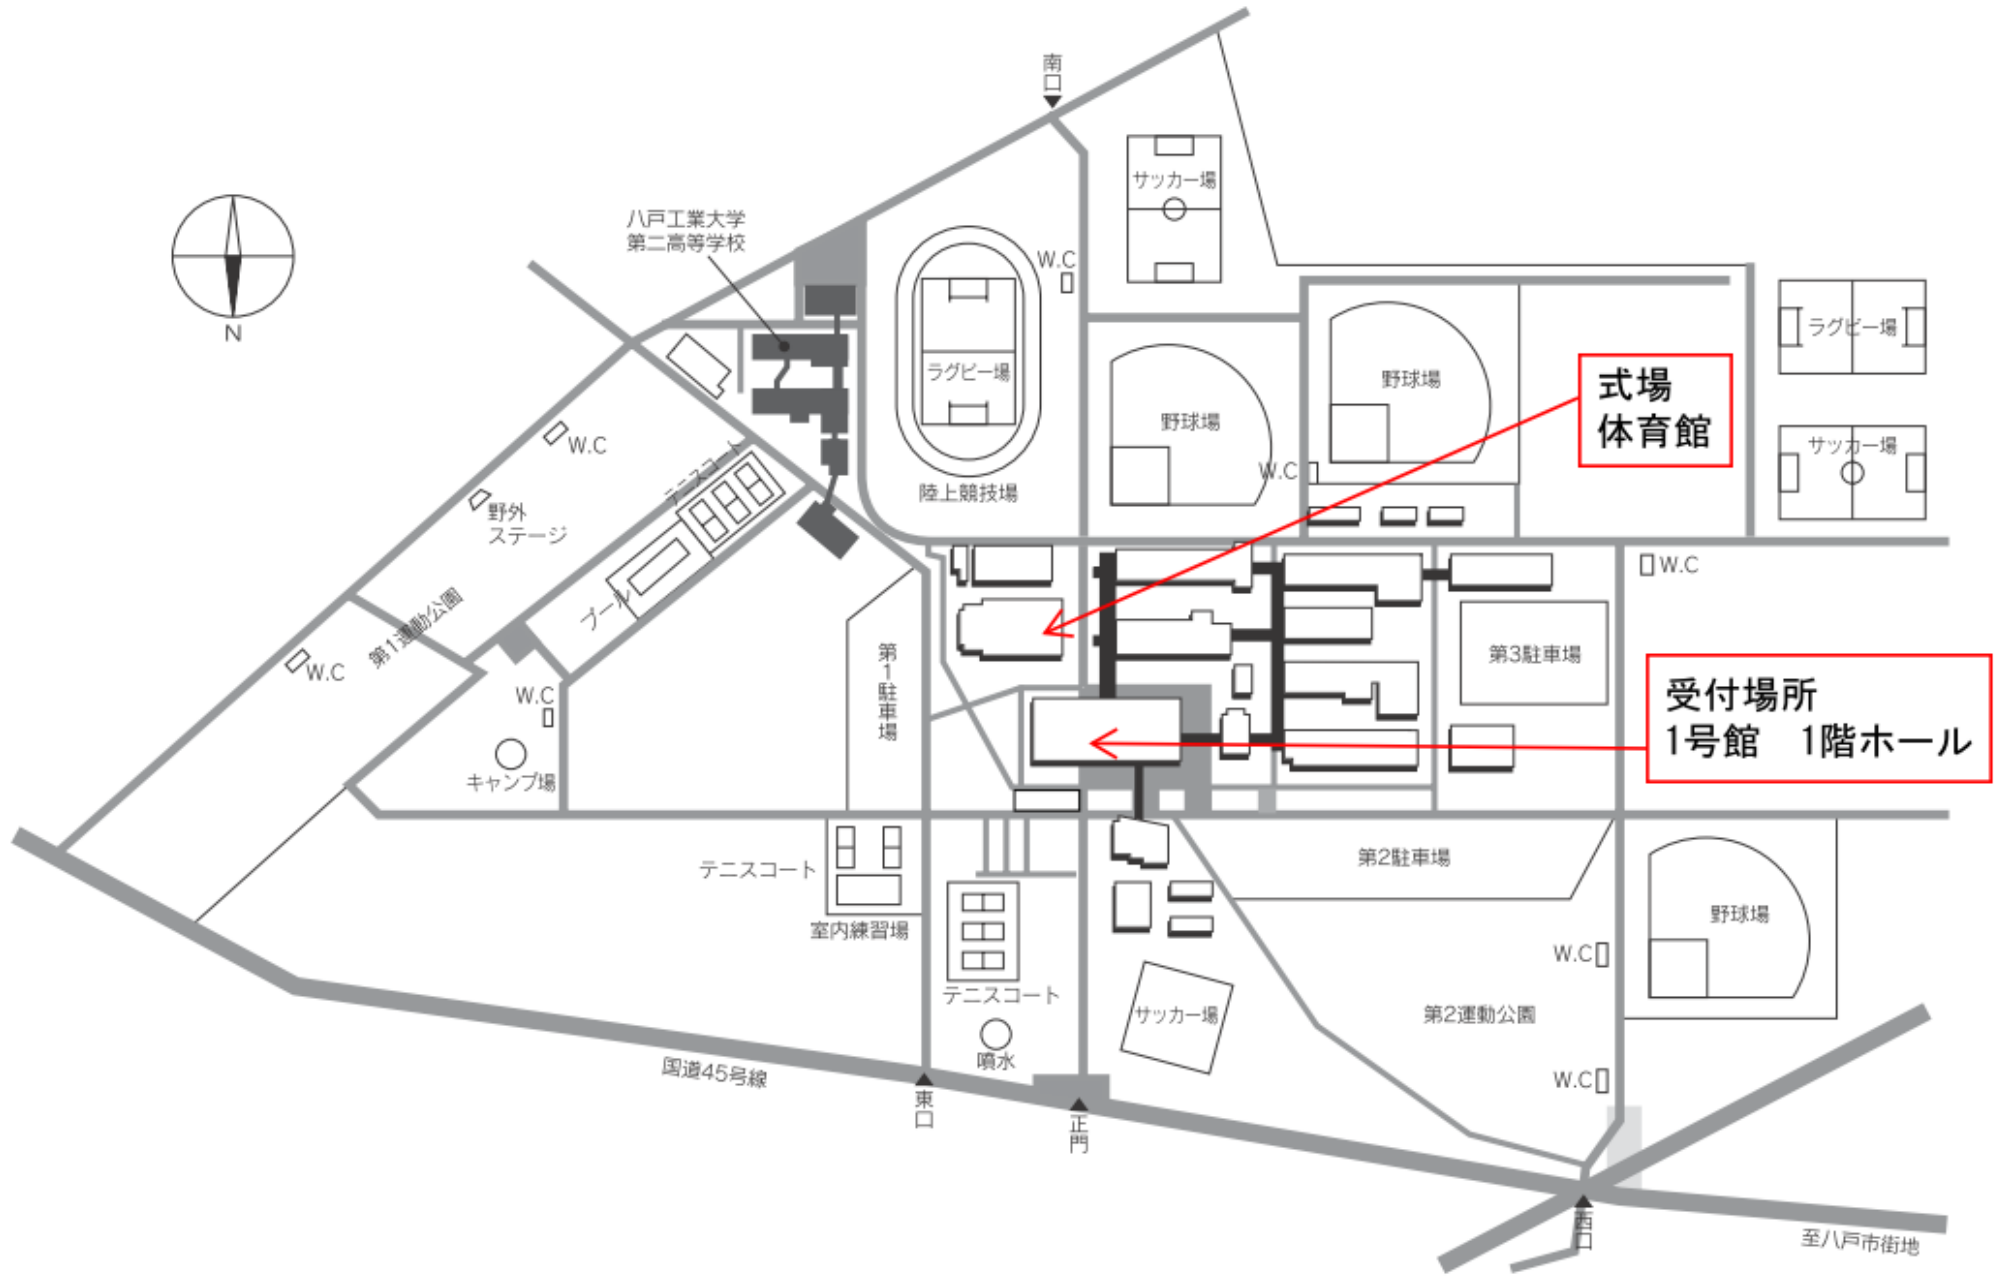 南口
サッカー場
八戸工業大学
第二高等学校
W.C
N
ラグビー場
陸上競技場
野球場
W.C
野球場
ラグビー場
サッカー場
式場
体育館
W.C
野外
ステージ
テニスコート
プール
第1運動公園
W.C
W.C
キャンプ場
第1駐車場
W.C
第3駐車場
受付場所
1号館 1階ホール
テニスコート
室内練習場
第2駐車場
野球場
テニスコート
噴水
サッカー場
W.C
第2運動公園
W.C
国道45号線
東口
正門
西口
至八戸市街地